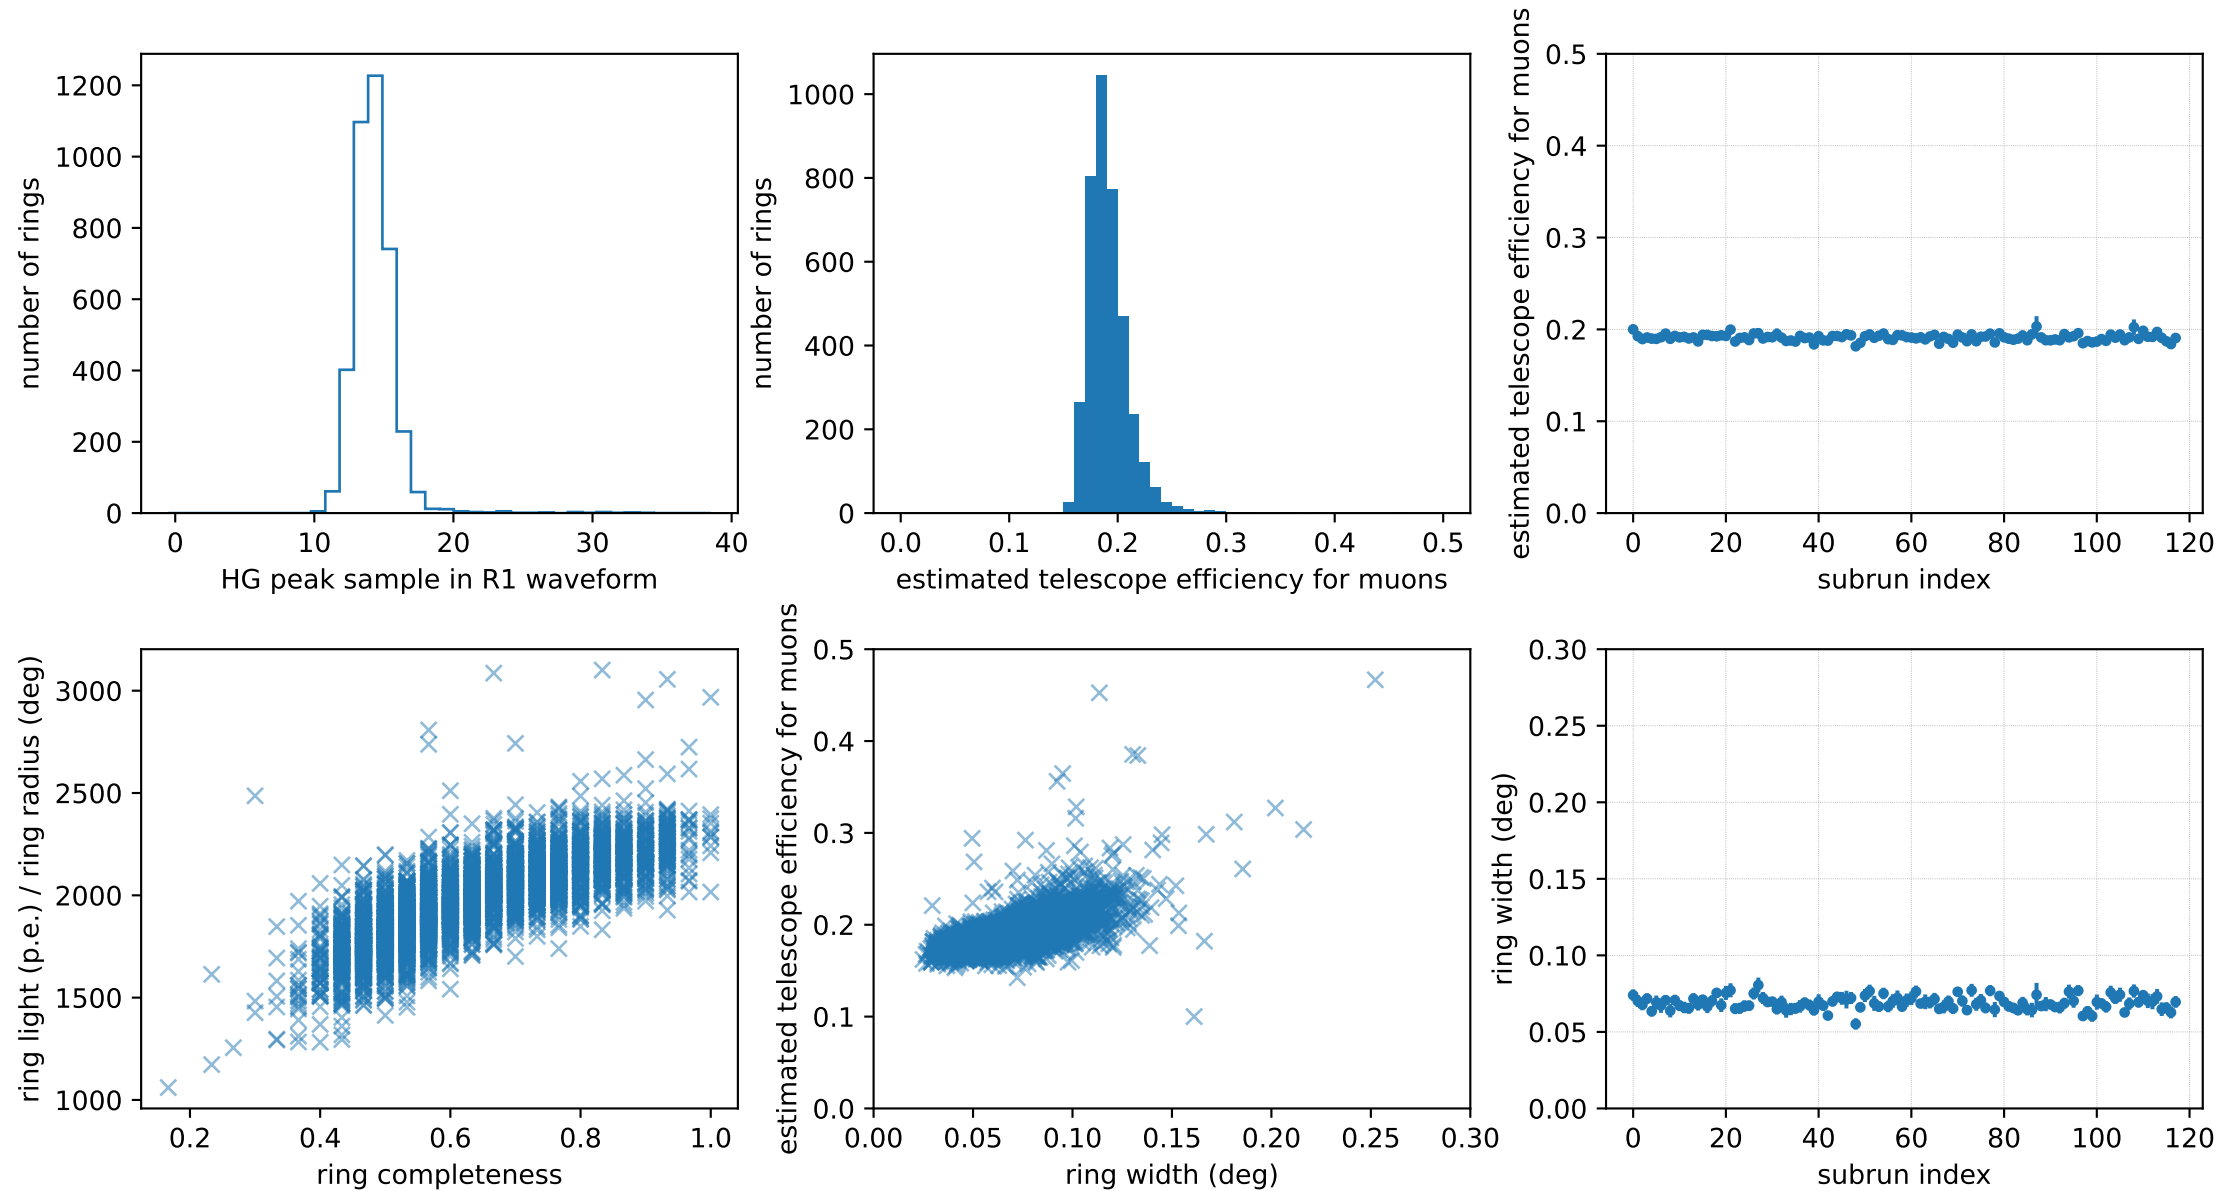 number of rings
1200
1000
800
600
400
200
0
0 10 20 30 40
HG peak sample in R1 waveform
number of rings
1000
800
600
400
200
0
0.0 0.1 0.2 0.3 0.4 0.5
estimated telescope efficiency for muons
estimated telescope efficiency for muons
0.5
0.4
0.3
0.2
0.1
0.0
0 20 40 60 80 100 120
subrun index
ring light (p.e.) / ring radius (deg)
3000
2500
2000
1500
1000
0.2 0.4 0.6 0.8 1.0
ring completeness
estimated telescope efficiency for muons
0.5
0.4
0.3
0.2
0.1
0.0
0.00 0.05 0.10 0.15 0.20 0.25 0.30
ring width (deg)
ring width (deg)
0.30
0.25
0.20
0.15
0.10
0.05
0.00
0 20 40 60 80 100 120
subrun index